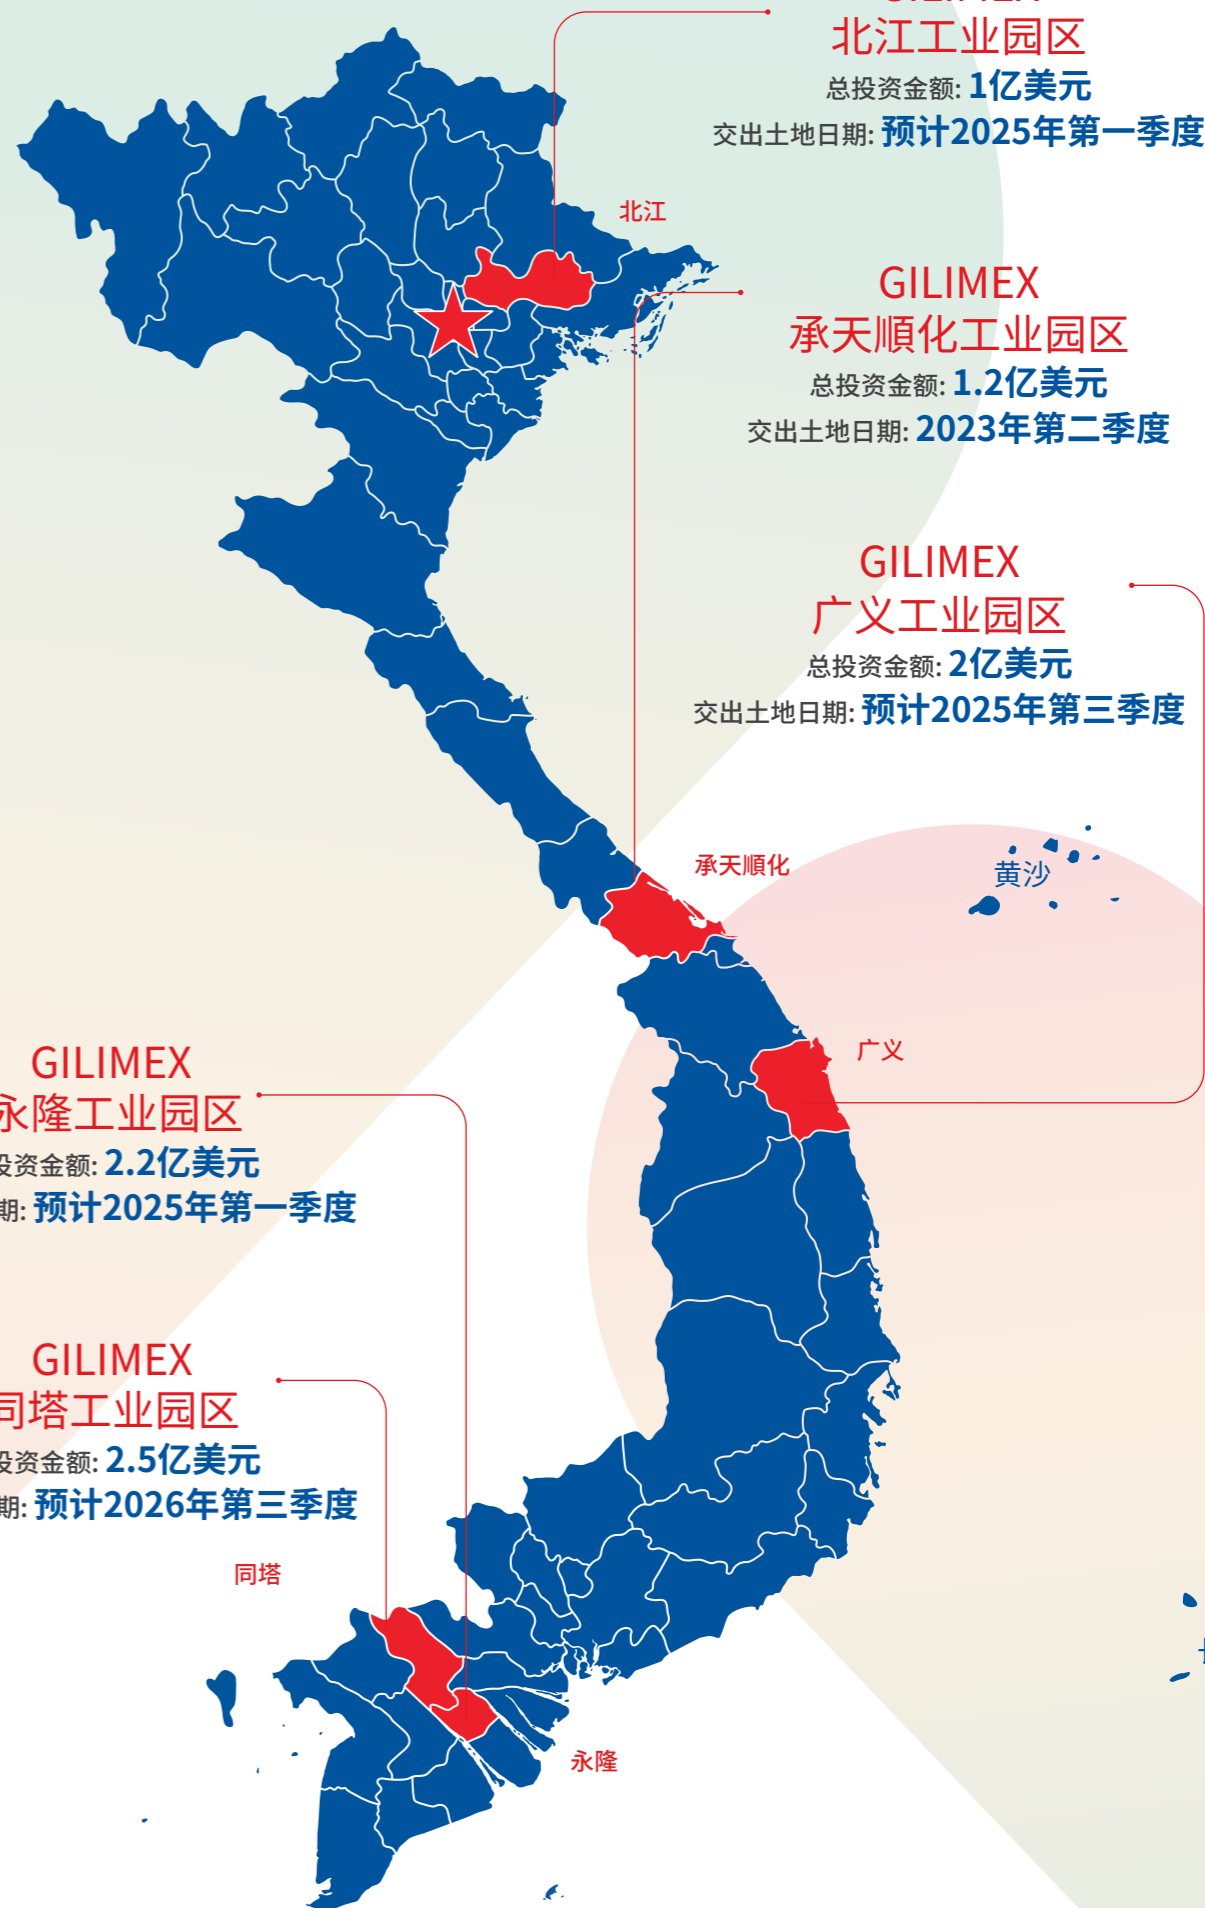 北江工业园区
总投资金额: 1亿美元
交出土地日期: 预计2025年第一季度
北江
GILIMEX
承天順化工业园区
总投资金额: 1.2亿美元
交出土地日期: 2023年第二季度
GILIMEX
广义工业园区
总投资金额: 2亿美元
交出土地日期: 预计2025年第三季度
承天順化
黄沙
广义
GILIMEX
永隆工业园区
投资金额: 2.2亿美元
期: 预计2025年第一季度
GILIMEX
同塔工业园区
投资金额: 2.5亿美元
期: 预计2026年第三季度
同塔
永隆